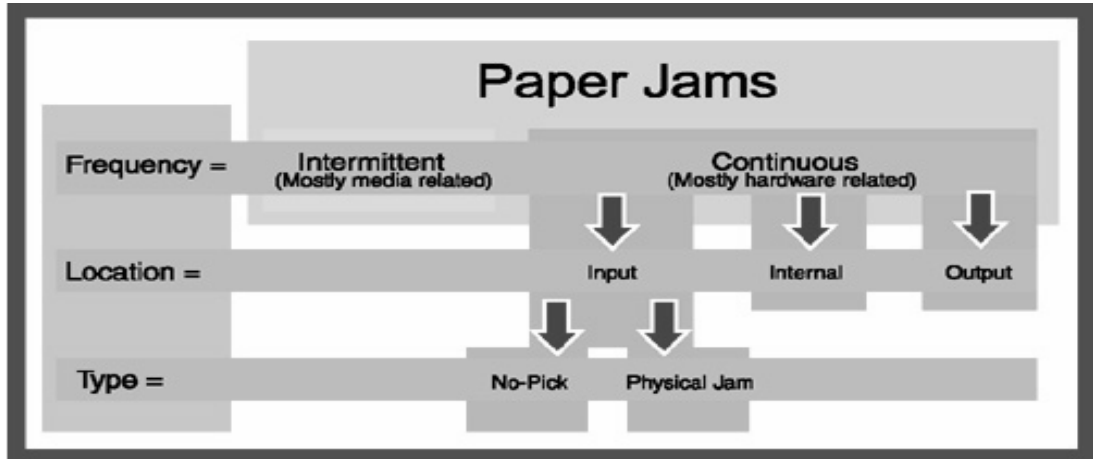 Paper Jams
Frequency =
Intermittent
(Mostly media related)
Continuous
(Mostly hardware related)
Location =
Input
Internal
Output
Type =
No-Pick
Physical Jam